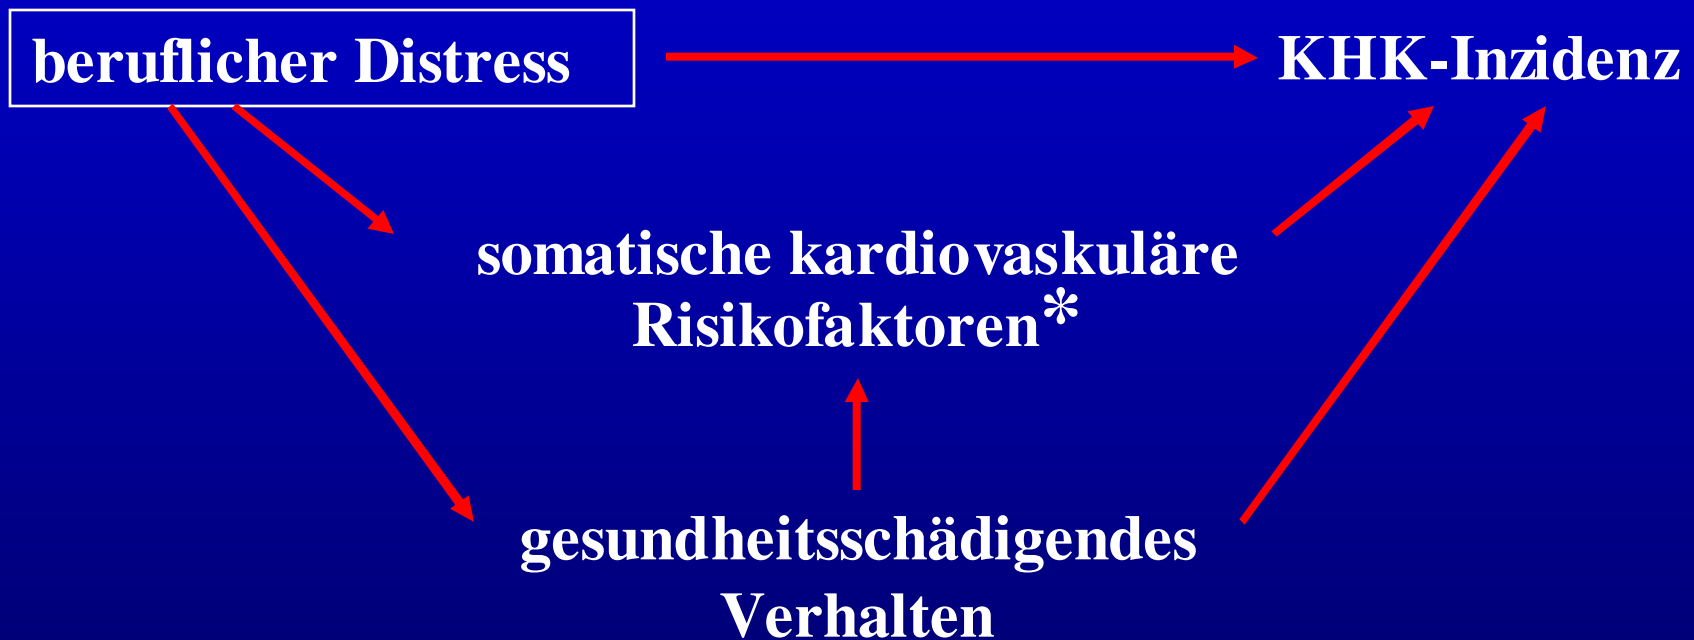 beruflicher Distress
KHK-Inzidenz
somatische kardiovaskuläre
Risikofaktoren*
gesundheitsschädigendes
Verhalten